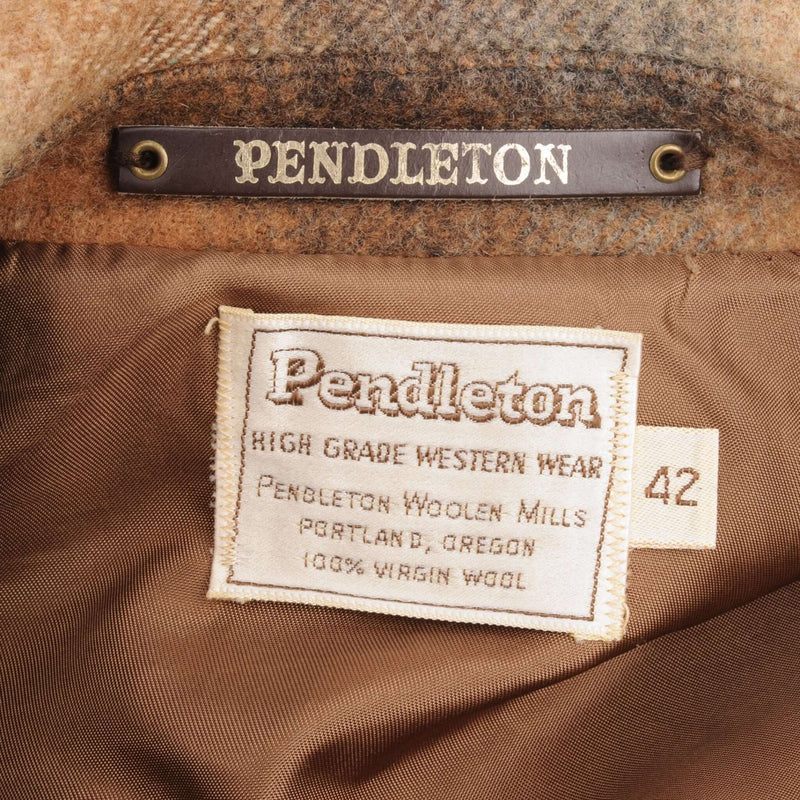 PENDLETON
Pendleton
HIGH GRADE WESTERN WEAR
PENDLETON WOOLEN MILLS
PORTLAND, OREGON
100% VIRGIN WOOL
42